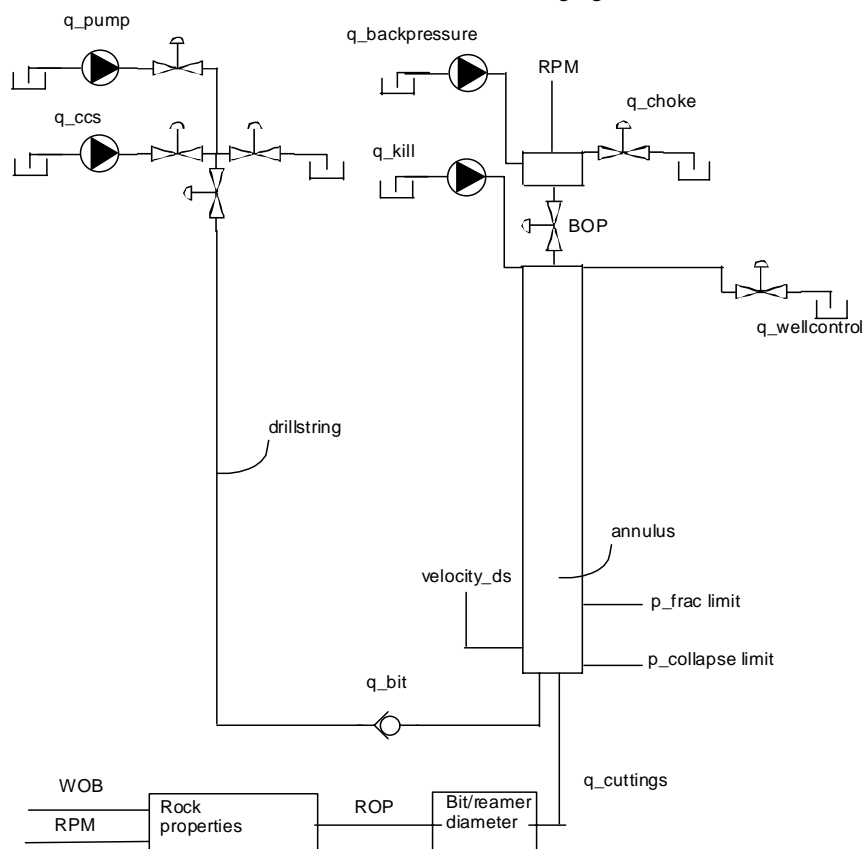 q_pump
q_backpressure
RPM
q_choke
q_ccs
q_kill
BOP
q_wellcontrol
drillstring
annulus
velocity_ds
p_frac limit
p_collapse limit
q_bit
q_cuttings
WOB
RPM
Rock
properties
ROP
Bit/reamer
diameter